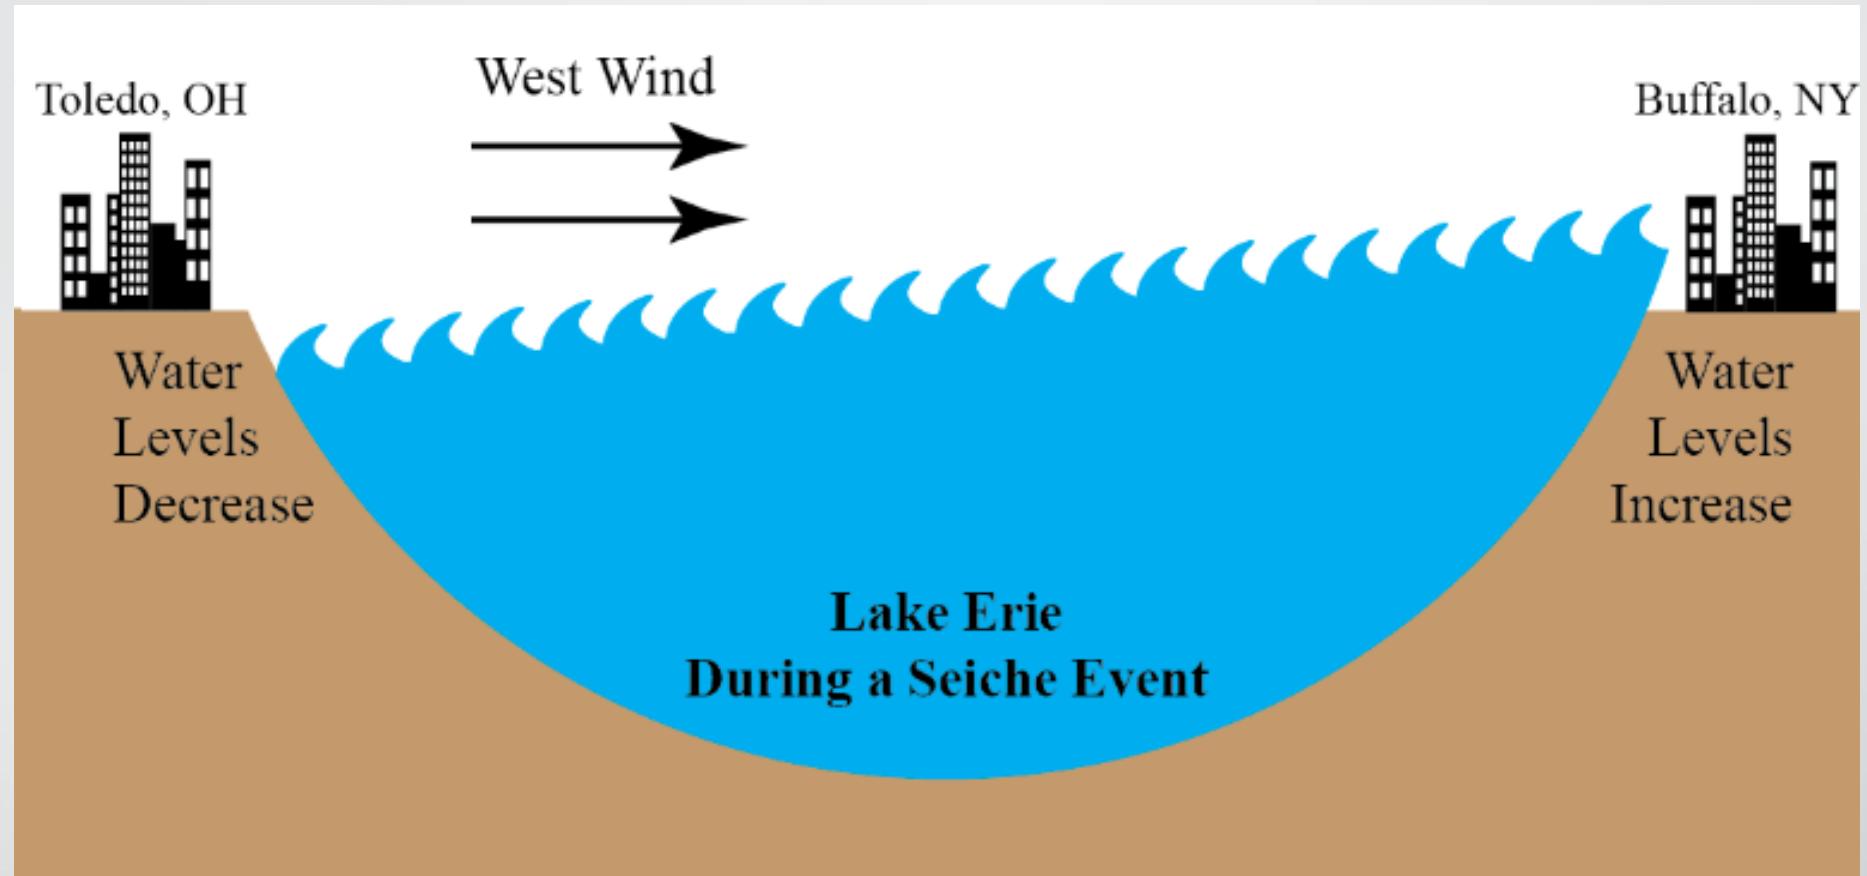 West Wind
Toledo, OH
Buffalo, NY
Water
Levels
Decrease
Water
Levels
Increase
Lake Erie
During a Seiche Event